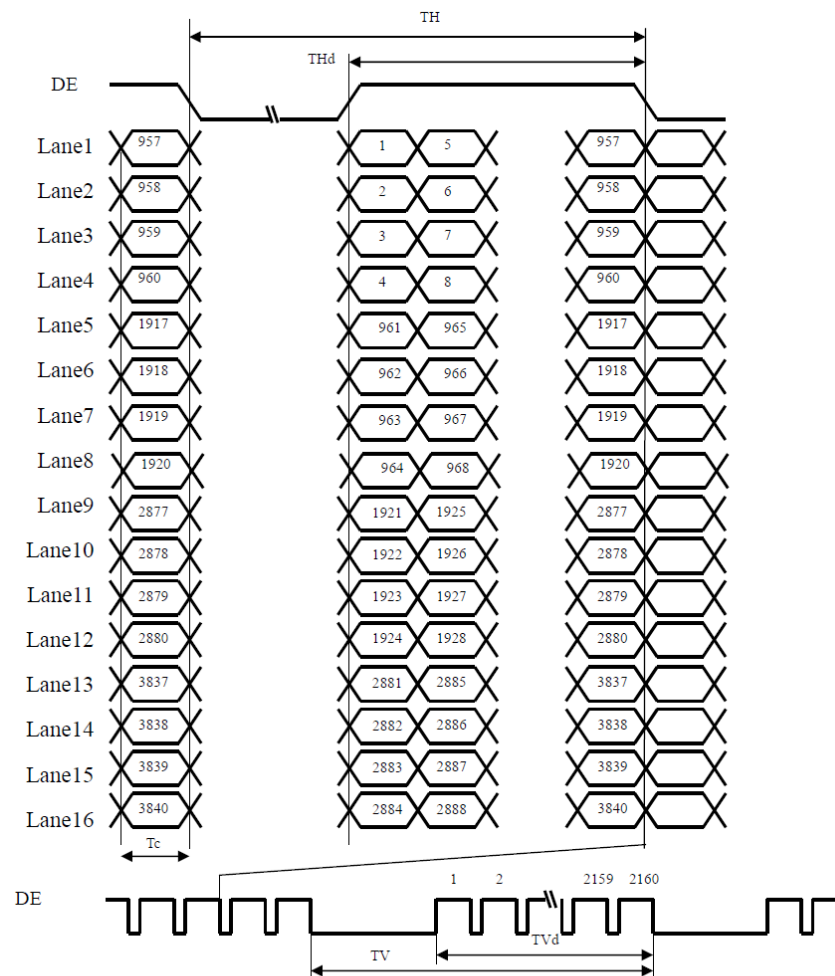 TH
THd
DE
Lane1 957 1 5 957
Lane2 958 2 6 958
Lane3 959 3 7 959
Lane4 960 4 8 960
Lane5 1917 961 965 1917
Lane6 1918 962 966 1918
Lane7 1919 963 967 1919
Lane8 1920 964 968 1920
Lane9 2877 1921 1925 2877
Lane10 2878 1922 1926 2878
Lane11 2879 1923 1927 2879
Lane12 2880 1924 1928 2880
Lane13 3837 2881 2885 3837
Lane14 3838 2882 2886 3838
Lane15 3839 2883 2887 3839
Lane16 3840 2884 2888 3840
Tc
1 2 2159 2160
DE
TVd
TV